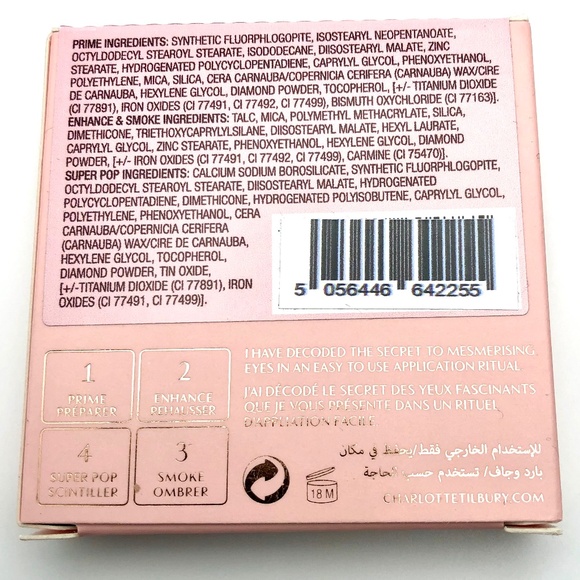 PRIME INGREDIENTS: SYNTHETIC FLUORPHLOGOPITE, ISOSTEARYL NEOPENTANOATE,
OCTYLDODECYL STEAROYL STEARATE, ISODODECANE, DIISOSTEARYL MALATE, ZINC
STEARATE, HYDROGENATED POLYCYCLOPENTADIENE, CAPRYLYL GLYCOL, PHENOXYETHANOL,
POLYETHYLENE, MICA, SILICA, CERA CARNAUBA/COPERNICIA CERIFERA (CARNAUBA) WAX/CIRE
DE CARNAUBA, HEXYLENE GLYCOL, DIAMOND POWDER, TOCOPHEROL, [+/- TITANIUM DIOXIDE
(CI 77891), IRON OXIDES (CI 77491, CI 77492, CI 77499), BISMUTH OXYCHLORIDE (CI 77163)].
ENHANCE & SMOKE INGREDIENTS: TALC, MICA, POLYMETHYL METHACRYLATE, SILICA,
DIMETHICONE, TRIETHOXYCAPRYLYLSILANE, DIISOSTEARYL MALATE, HEXYL LAURATE,
CAPRYLYL GLYCOL, ZINC STEARATE, PHENOXYETHANOL, HEXYLENE GLYCOL, DIAMOND
POWDER, [+/- IRON OXIDES (CI 77491, CI 77492, CI 77499), CARMINE (CI 75470)].
SUPER POP INGREDIENTS: CALCIUM SODIUM BOROSILICATE, SYNTHETIC FLUORPHLOGOPITE,
OCTYLDODECYL STEAROYL STEARATE, DIISOSTEARYL MALATE, HYDROGENATED
POLYCYCLOPENTADIENE, DIMETHICONE, HYDROGENATED POLYISOBUTENE, CAPRYLYL GLYCOL,
POLYETHYLENE, PHENOXYETHANOL, CERA
CARNAUBA/COPERNICIA CERIFERA
(CARNAUBA) WAX/CIRE DE CARNAUBA,
HEXYLENE GLYCOL, TOCOPHEROL,
DIAMOND POWDER, TIN OXIDE,
[+/-TITANIUM DIOXIDE (CI 77891), IRON
OXIDES (CI 77491, CI 77499)].
5 056446 642255
1
PRIME
PRÉPARER
2
ENHANCE
REHAUSSER
4
SUPER POP
SCINTILLER
3
SMOKE
OMBRER
I HAVE DECODED THE SECRET TO MESMERISING
EYES IN AN EASY TO USE APPLICATION RITUAL
J'AI DÉCODÉ LE SECRET DES YEUX FASCINANTS
QUE JE VOUS PRÉSENTE DANS UN RITUEL
D'APPLIATION FACILE
للإستخدام الخارجي فقط/يحفظ في مكان
بارد وجاف/ تستخدم حسب الحاجة
18 M
CHARLOTTETILBURY.COM